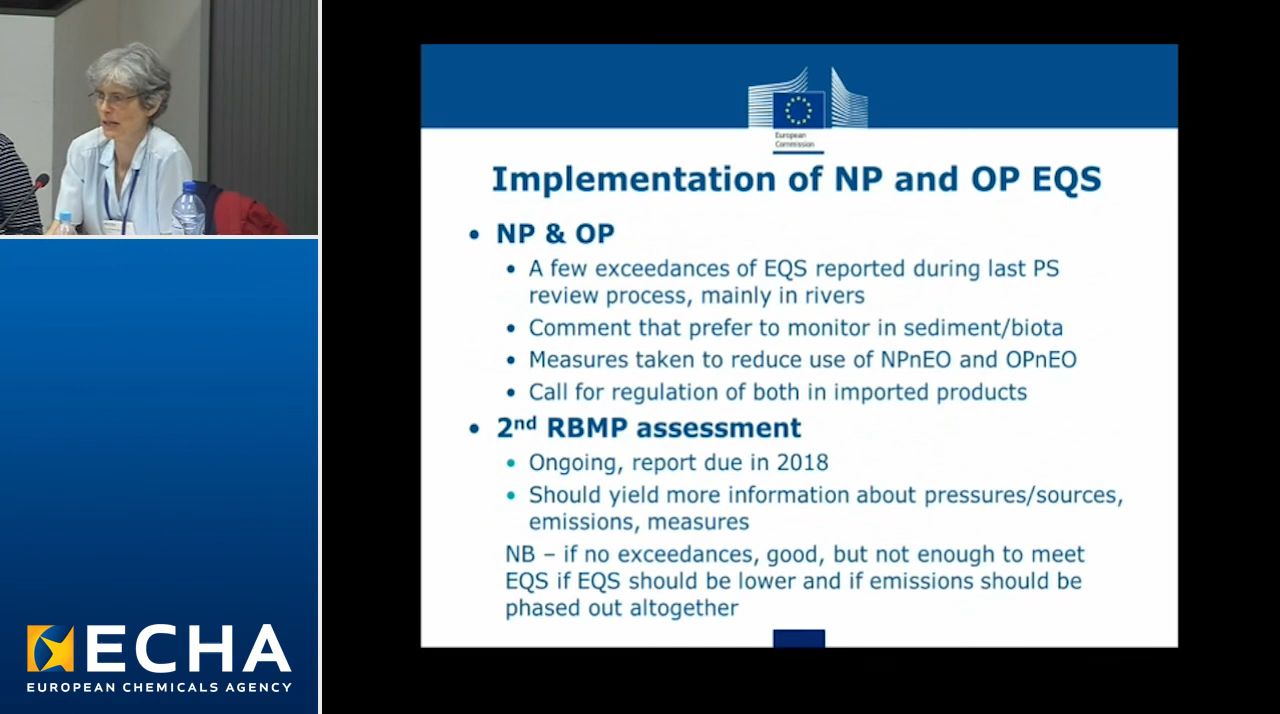 European
Commission
Implementation of NP and OP EQS
• NP & OP
• A few exceedances of EQS reported during last PS
review process, mainly in rivers
• Comment that prefer to monitor in sediment/biota
• Measures taken to reduce use of NPnEO and OPnEO
• Call for regulation of both in imported products
• 2nd RBMP assessment
• Ongoing, report due in 2018
• Should yield more information about pressures/sources,
emissions, measures
NB – if no exceedances, good, but not enough to meet
EQS if EQS should be lower and if emissions should be
phased out altogether
ECHA
EUROPEAN CHEMICALS AGENCY